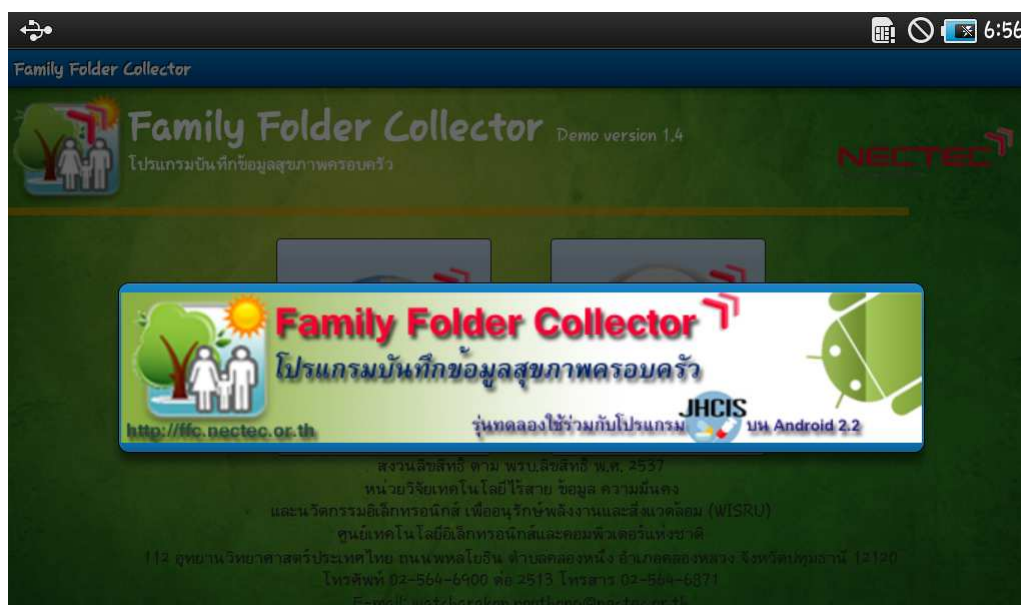 6:56
Family Folder Collector
Family Folder Collector Demo version 1.4
โปรแกรมบันทึกข้อมูลสุขภาพครอบครัว
NECTEC
Family Folder Collector
โปรแกรมบันทึกข้อมูลสุขภาพครอบครัว
JHCIS
http://ffc.nectec.or.th
รุ่นทดลองใช้ร่วมกับโปรแกรม บน Android 2.2
สงวนลิขสิทธิ์ ตาม พรบ.ลิขสิทธิ์ พ.ศ. 2537
หน่วยวิจัยเทคโนโลยีไร้สาย ข้อมูล ความมั่นคง
และนวัตกรรมอิเล็กทรอนิกส์ เพื่ออนุรักษ์พลังงานและสิ่งแวดล้อม (WISRU)
ศูนย์เทคโนโลยีอิเล็กทรอนิกส์และคอมพิวเตอร์แห่งชาติ
112 อุทยานวิทยาศาสตร์ประเทศไทย ถนนพหลโยธิน ตำบลคลองหนึ่ง อำเภอคลองหลวง จังหวัดปทุมธานี 12120
โทรศัพท์ 02-564-6900 ต่อ 2513 โทรสาร 02-564-6871